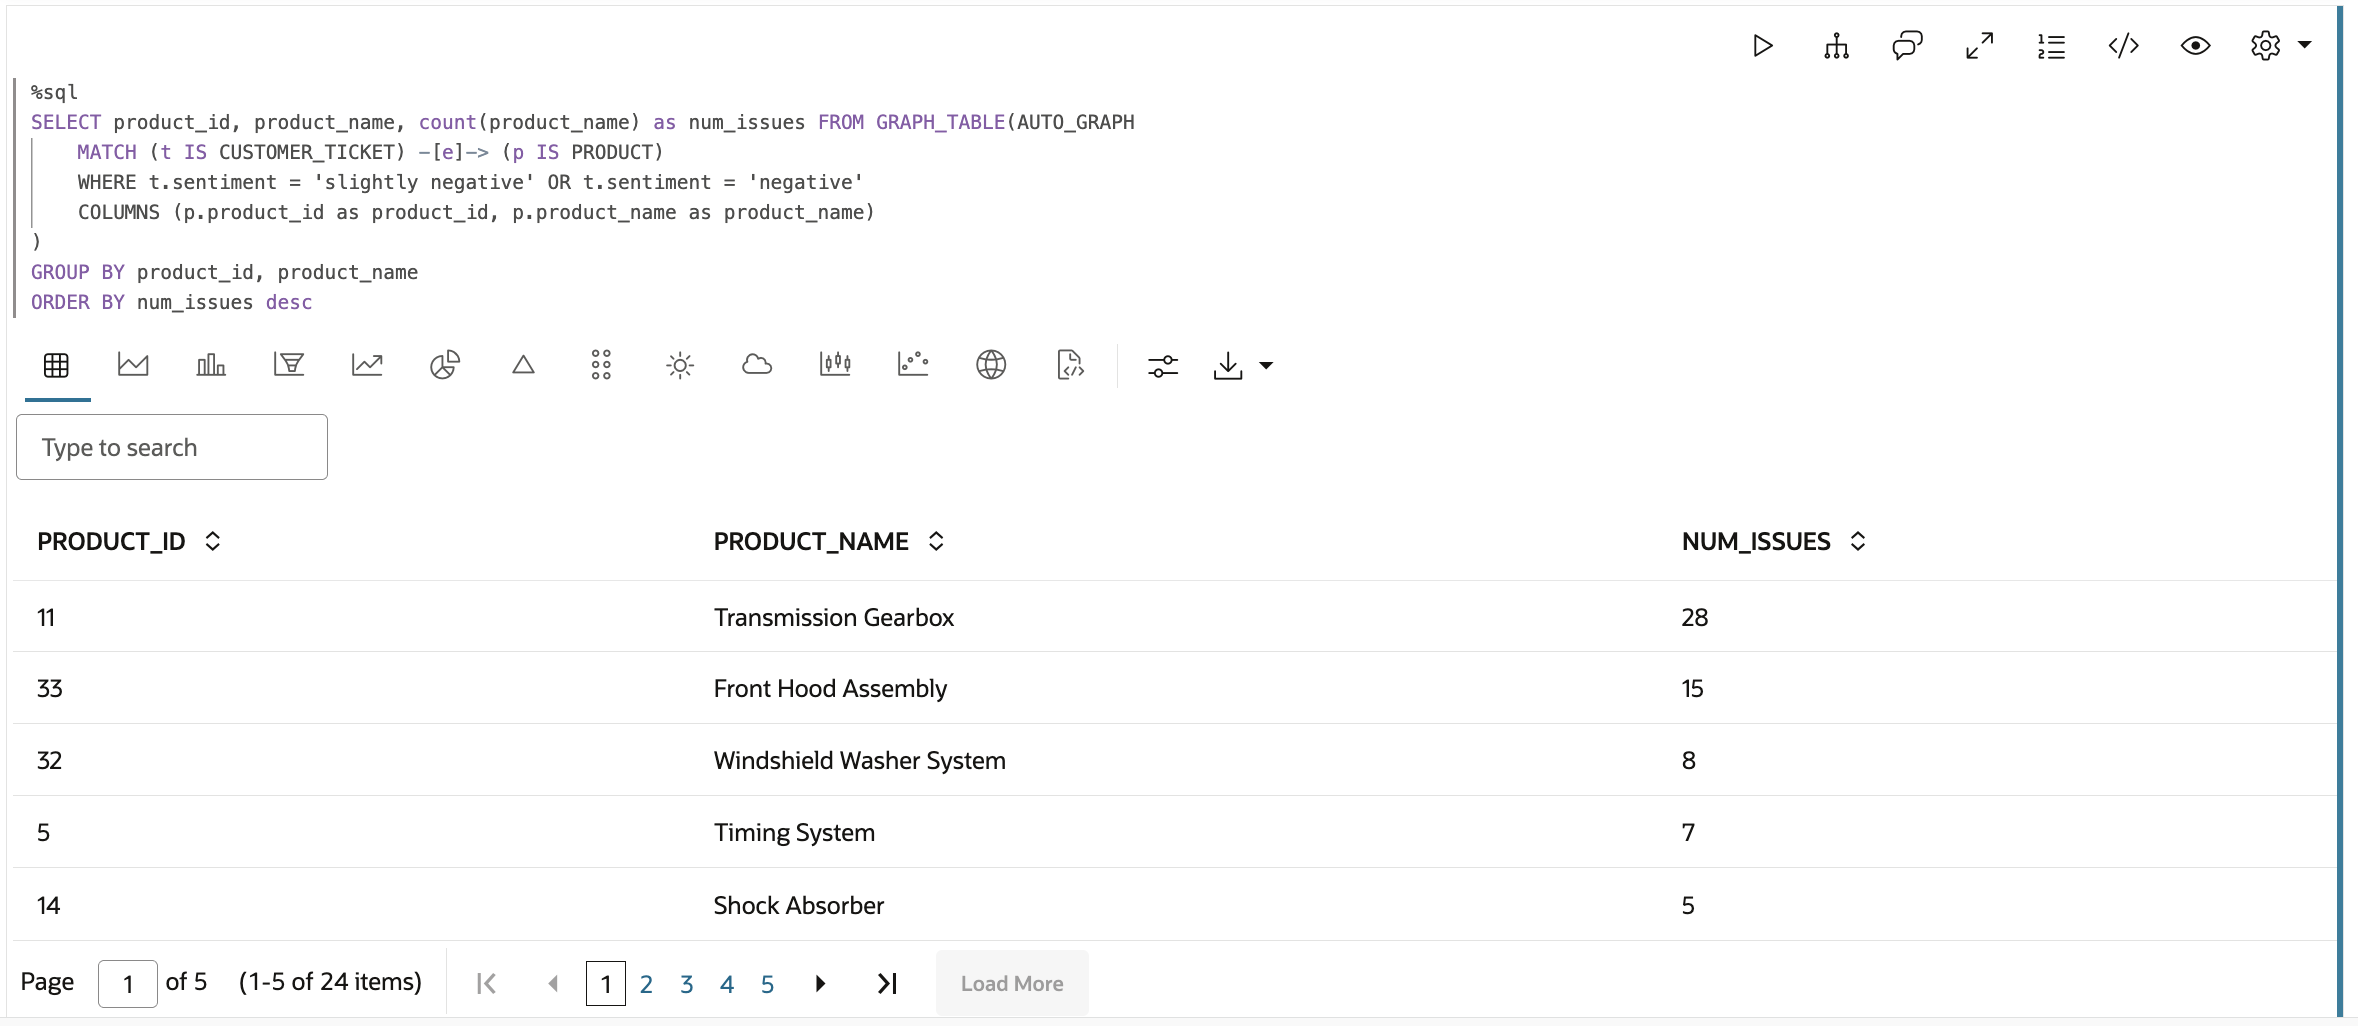 %sql
SELECT product_id, product_name, count(product_name) as num_issues FROM GRAPH_TABLE(AUTO_GRAPH
    MATCH (t IS CUSTOMER_TICKET) -[e]-> (p IS PRODUCT)
    WHERE t.sentiment = 'slightly negative' OR t.sentiment = 'negative'
    COLUMNS (p.product_id as product_id, p.product_name as product_name)
)
GROUP BY product_id, product_name
ORDER BY num_issues desc
Type to search
PRODUCT_ID PRODUCT_NAME NUM_ISSUES
11 Transmission Gearbox 28
33 Front Hood Assembly 15
32 Windshield Washer System 8
5 Timing System 7
14 Shock Absorber 5
Page 1 of 5 (1-5 of 24 items) 1 2 3 4 5 Load More